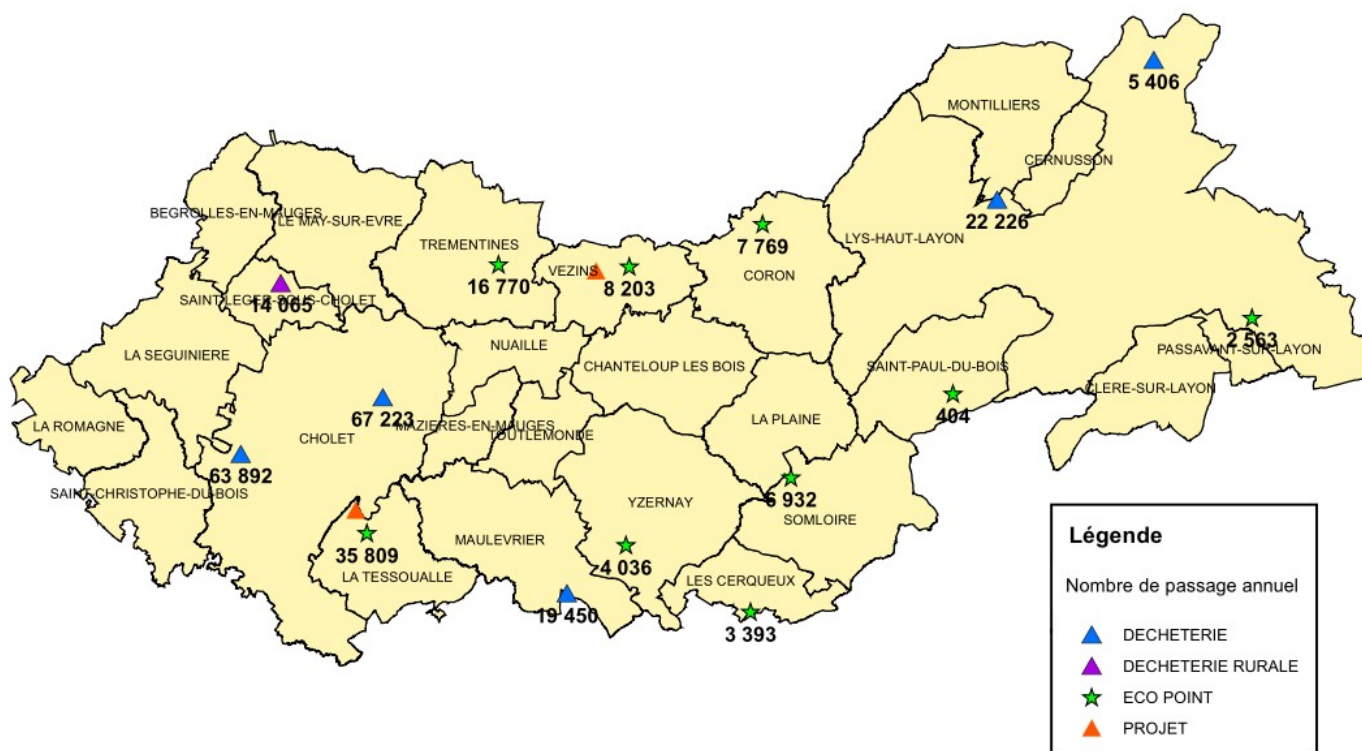 5 406
MONTILLIERS
CERNUSSON
BEGROLLES-EN-MAUGES
LE MAY-SUR-EVRE
22 226
LYS-HAUT-LAYON
TREMENTINES
7 769
CORON
VEZINS
16 770
8 203
SAINT-LEGER-SOUS-CHOLET
14 065
2 563
PASSAVANT-SUR-LAYON
NUAILLE
LA SEGUINIERE
CHANTELOUP LES BOIS
SAINT-PAUL-DU-BOIS
CLERE-SUR-LAYON
404
67 223
LA PLAINE
LA ROMAGNE
MAZIERES-EN-MAUGES
TOUTLEMONDE
CHOLET
63 892
SAINT-CHRISTOPHE-DU-BOIS
6 932
YZERNAY
SOMLOIRE
MAULEVRIER
35 809
4 036
LA TESSOUALLE
LES CERQUEUX
19 450
3 393
Légende
Nombre de passage annuel
DECHETERIE
DECHETERIE RURALE
ECO POINT
PROJET